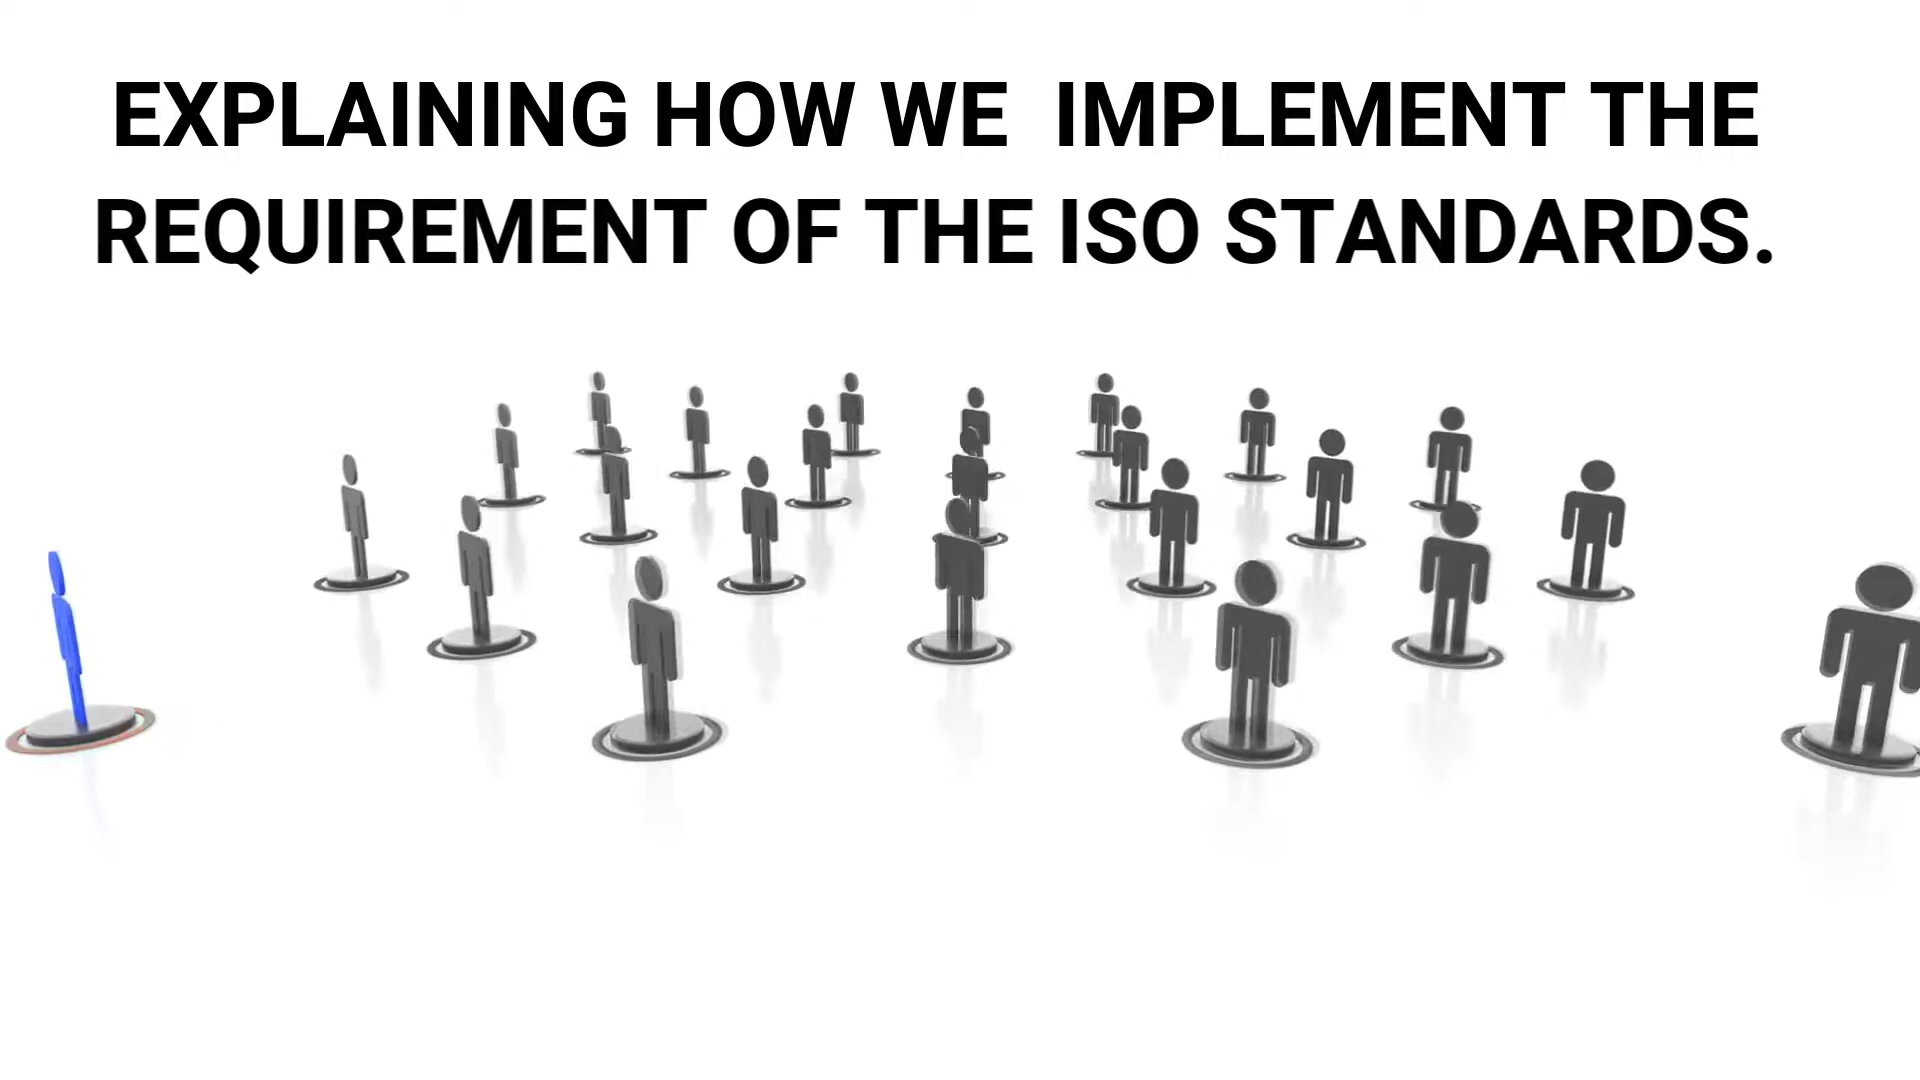 EXPLAINING HOW WE  IMPLEMENT THE
REQUIREMENT OF THE ISO STANDARDS.